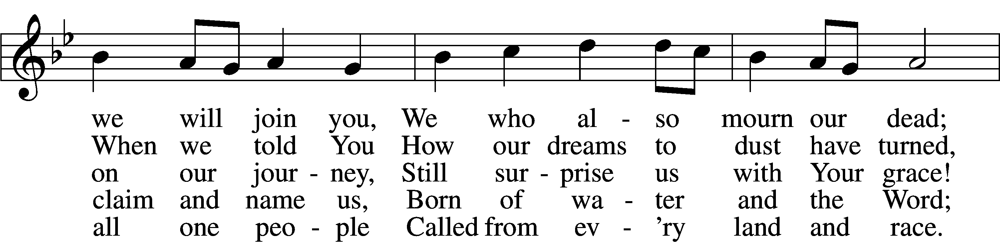 we will join you, We who al - so mourn our dead;
When we told You How our dreams to dust have turned,
on our jour - ney, Still sur - prise us with Your grace!
claim and name us, Born of wa - ter and the Word;
all one peo - ple Called from ev - ’ry land and race.